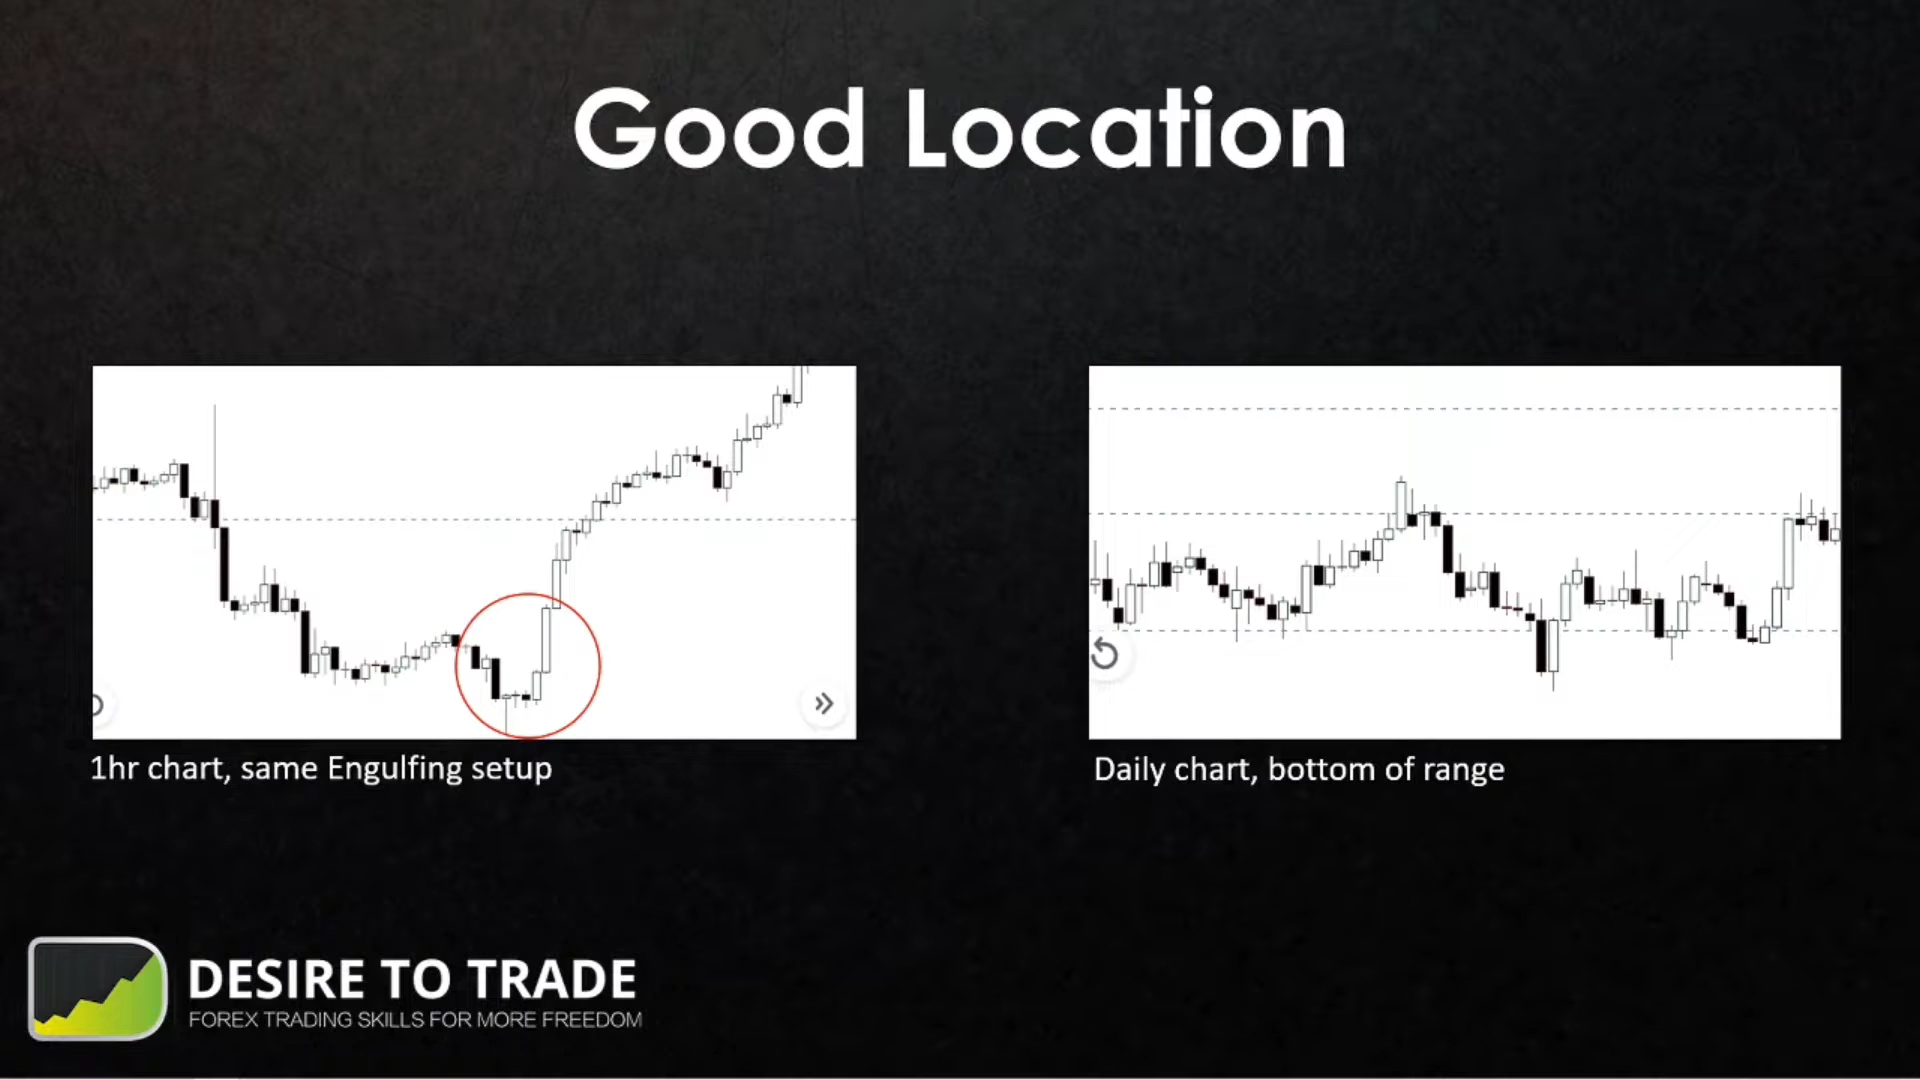 Good Location
1hr chart, same Engulfing setup
Daily chart, bottom of range
DESIRE TO TRADE
FOREX TRADING SKILLS FOR MORE FREEDOM